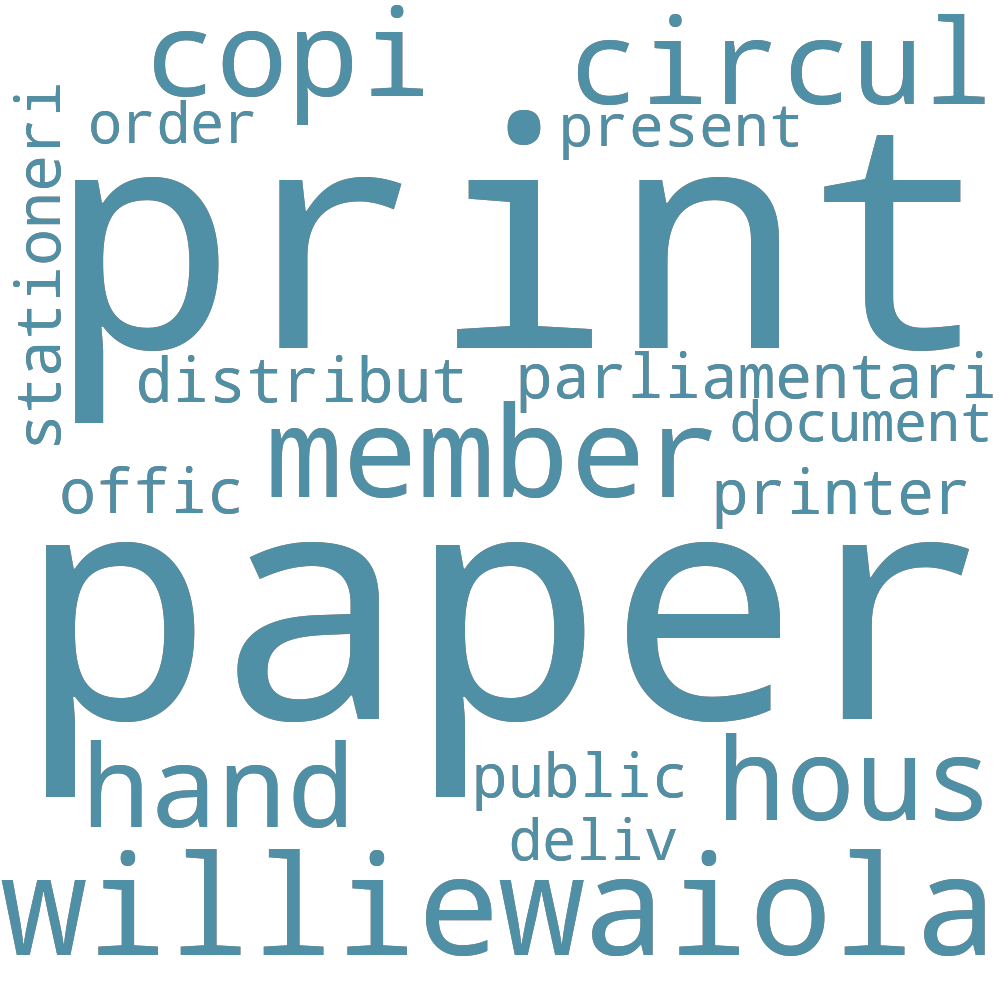 copi
circul
order
present
stationeri
print
distribut
parliamentari
document
member
offic
printer
paper
hand
public
hous
deliv
williewaiola